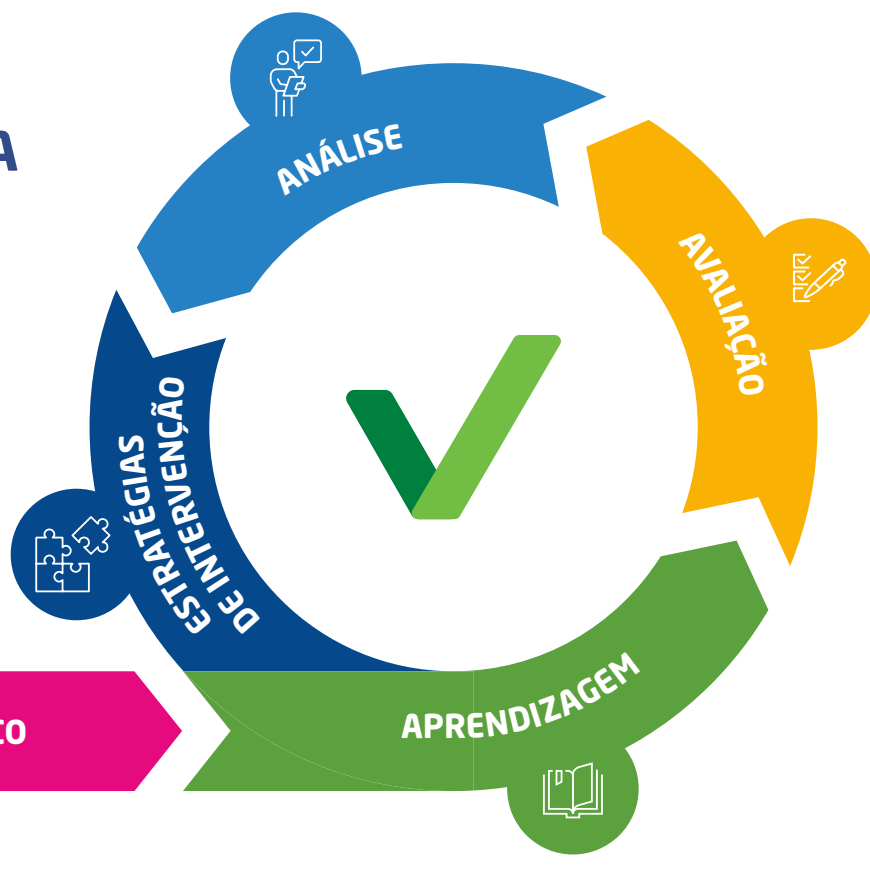 A
ANÁLISE
AVALIAÇÃO
ESTRATÉGIAS
DE INTERVENÇÃO
APRENDIZAGEM